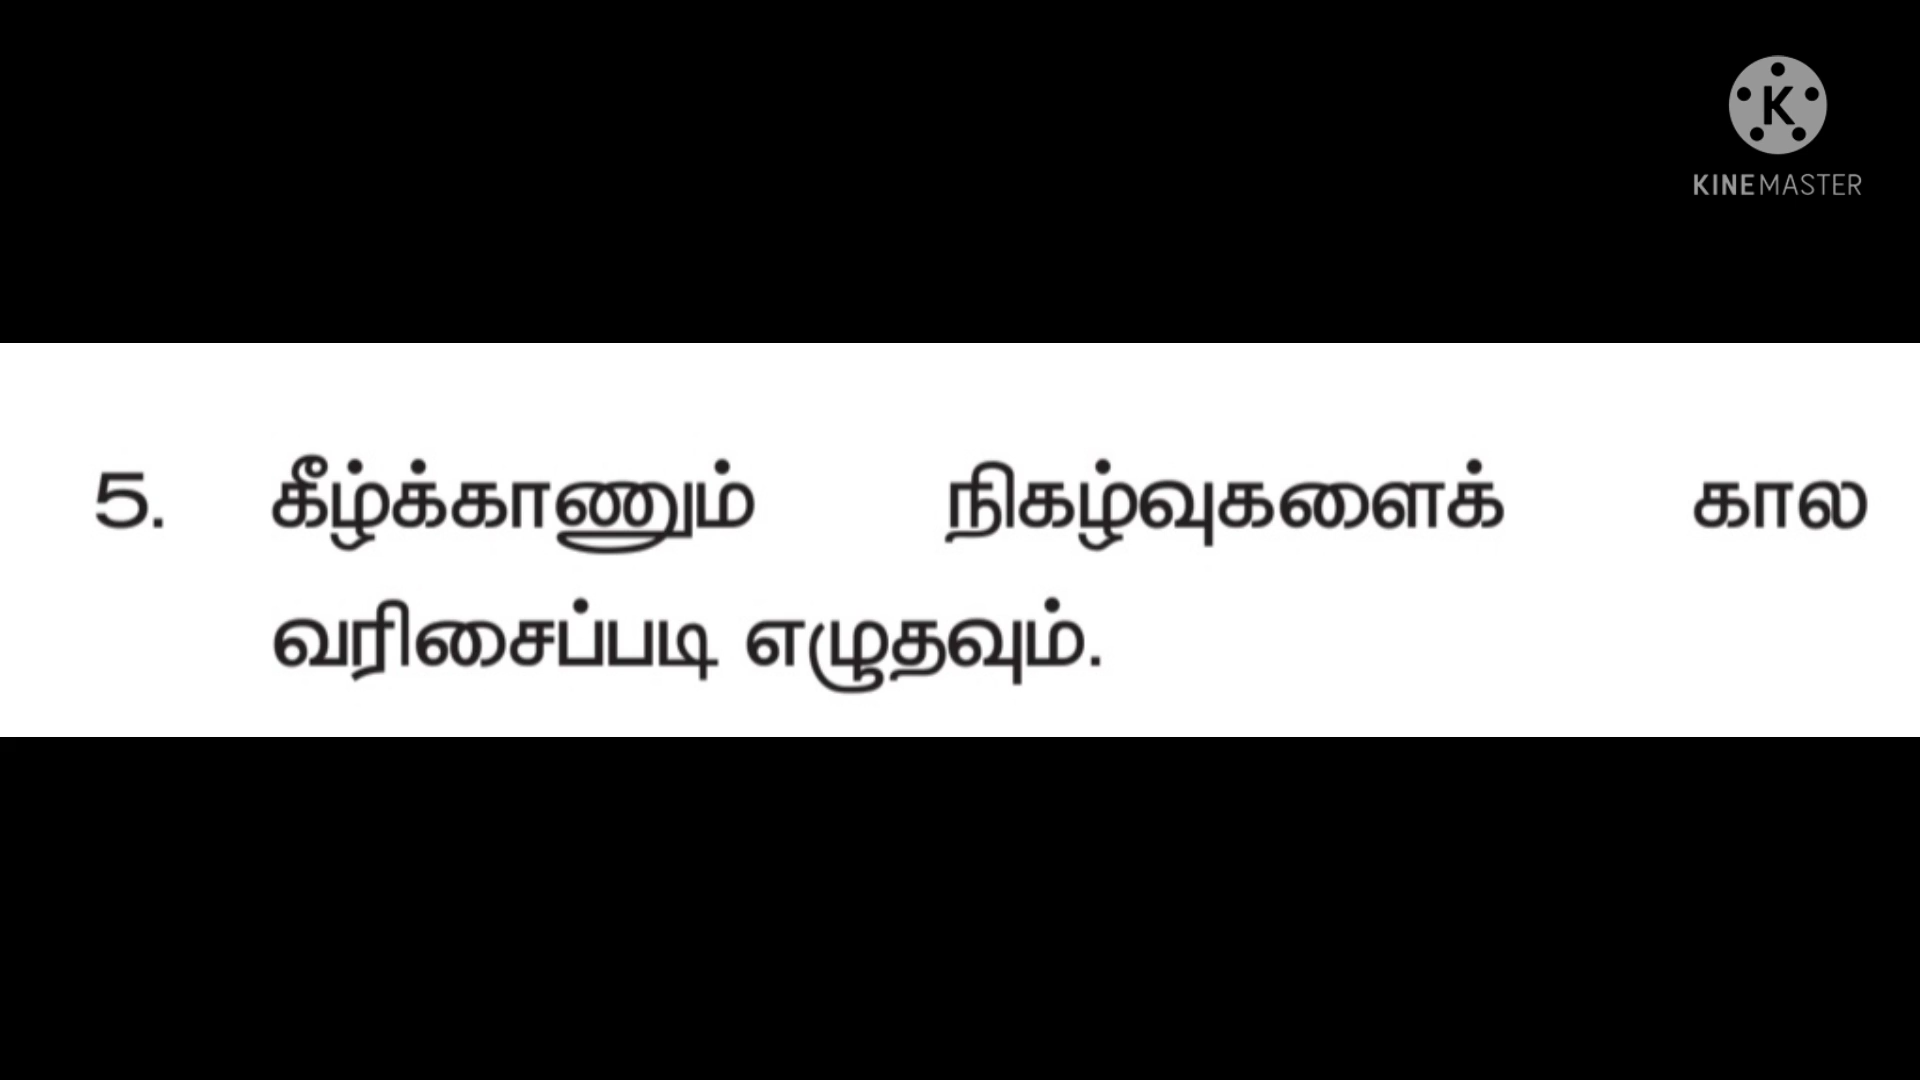 KINEMASTER
5. கீழ்க்காணும் நிகழ்வுகளைக் கால
வரிசைப்படி எழுதவும்.